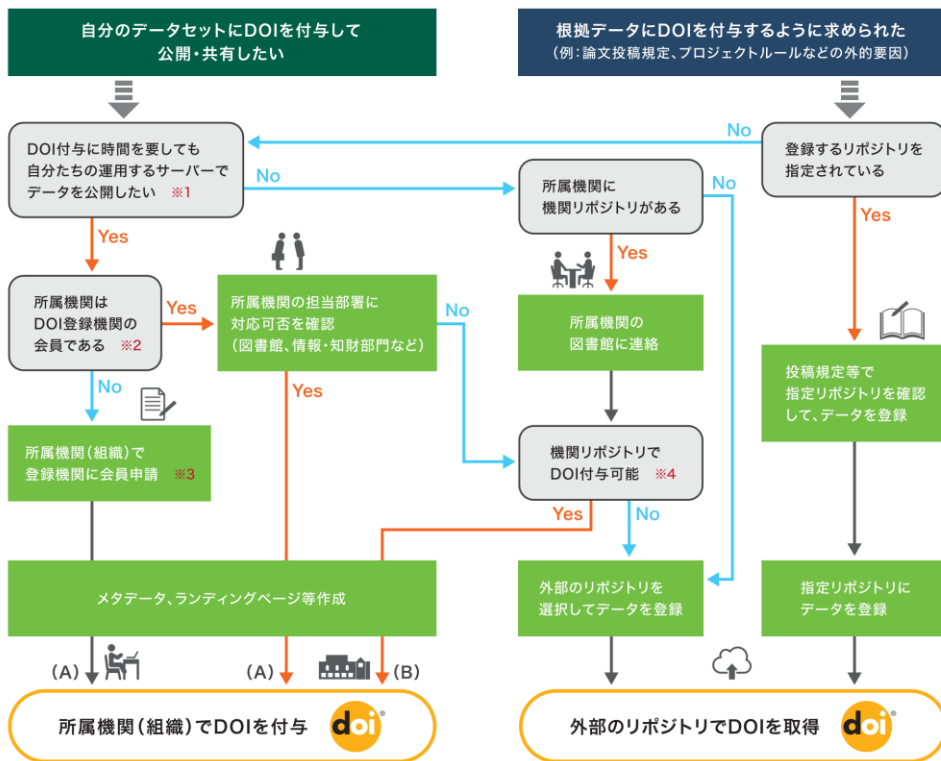 自分のデータセットにDOIを付与して
公開・共有したい
根拠データにDOIを付与するように求められた
(例:論文投稿規定、プロジェクトルールなどの外的要因)
DOI付与に時間を要しても
自分たちの運用するサーバーで
データを公開したい ※1
No
No
登録するリポジトリを
指定されている
所属機関に
機関リポジトリがある
No
Yes
Yes
Yes
所属機関は
DOI登録機関の
会員である ※2
Yes
所属機関の担当部署に
対応可否を確認
(図書館、情報・知財部門など)
No
所属機関の
図書館に連絡
投稿規定等で
指定リポジトリを確認
して、データを登録
No
Yes
所属機関(組織)で
登録機関に会員申請 ※3
機関リポジトリで
DOI付与可能 ※4
Yes
No
メタデータ、ランディングページ等作成
外部のリポジトリを
選択してデータを登録
指定リポジトリに
データを登録
(A)
(A)
(B)
所属機関(組織)でDOIを付与
doi
®
外部のリポジトリでDOIを取得
doi
®